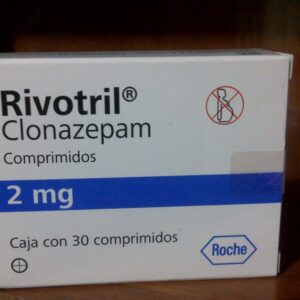 Rivotril®
Clonazepam
Comprimidos
2 mg
Caja con 30 comprimidos
Roche